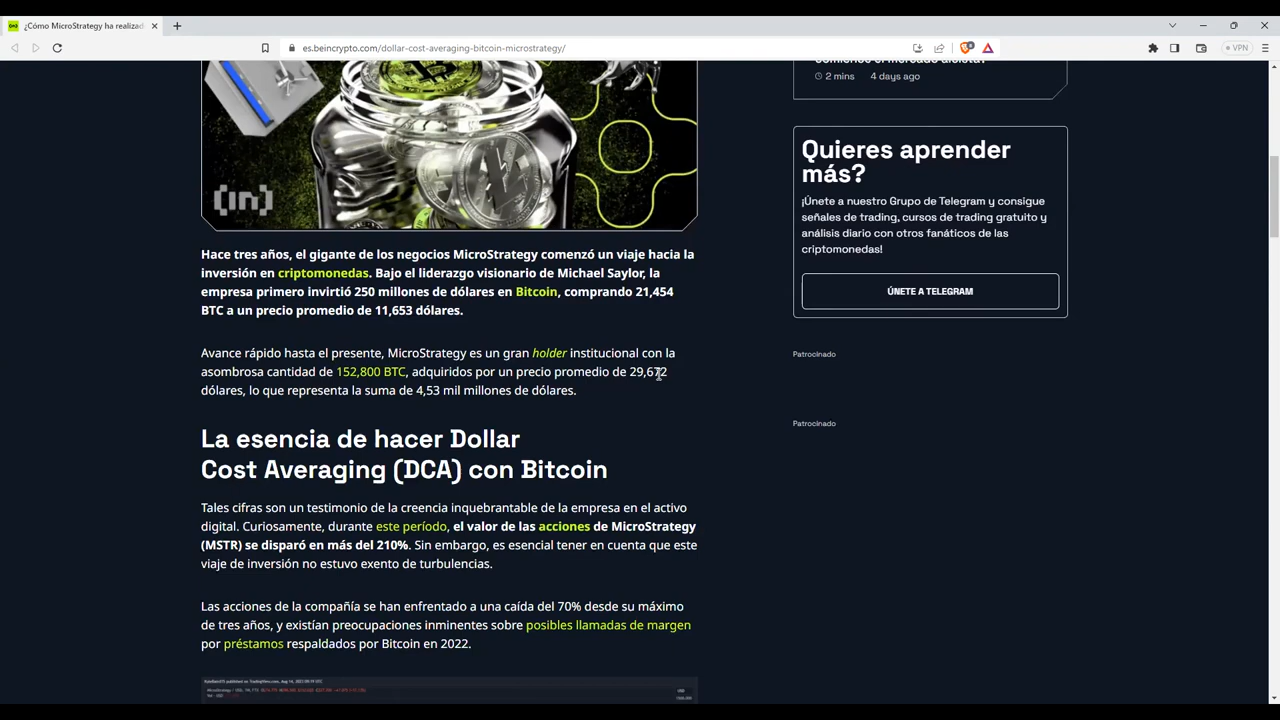 ¿Cómo MicroStrategy ha realizad
es.beincrypto.com/dollar-cost-averaging-bitcoin-microstrategy/
VPN
comience el mercado alcista?
2 mins 4 days ago
[in]
Quieres aprender
más?
¡Únete a nuestro Grupo de Telegram y consigue
señales de trading, cursos de trading gratuito y
análisis diario con otros fanáticos de las
criptomonedas!
ÚNETE A TELEGRAM
Patrocinado
Patrocinado
Hace tres años, el gigante de los negocios MicroStrategy comenzó un viaje hacia la
inversión en criptomonedas. Bajo el liderazgo visionario de Michael Saylor, la
empresa primero invirtió 250 millones de dólares en Bitcoin, comprando 21,454
BTC a un precio promedio de 11,653 dólares.
Avance rápido hasta el presente, MicroStrategy es un gran holder institucional con la
asombrosa cantidad de 152,800 BTC, adquiridos por un precio promedio de 29,672
dólares, lo que representa la suma de 4,53 mil millones de dólares.
La esencia de hacer Dollar
Cost Averaging (DCA) con Bitcoin
Tales cifras son un testimonio de la creencia inquebrantable de la empresa en el activo
digital. Curiosamente, durante este período, el valor de las acciones de MicroStrategy
(MSTR) se disparó en más del 210%. Sin embargo, es esencial tener en cuenta que este
viaje de inversión no estuvo exento de turbulencias.
Las acciones de la compañía se han enfrentado a una caída del 70% desde su máximo
de tres años, y existían preocupaciones inminentes sobre posibles llamadas de margen
por préstamos respaldados por Bitcoin en 2022.